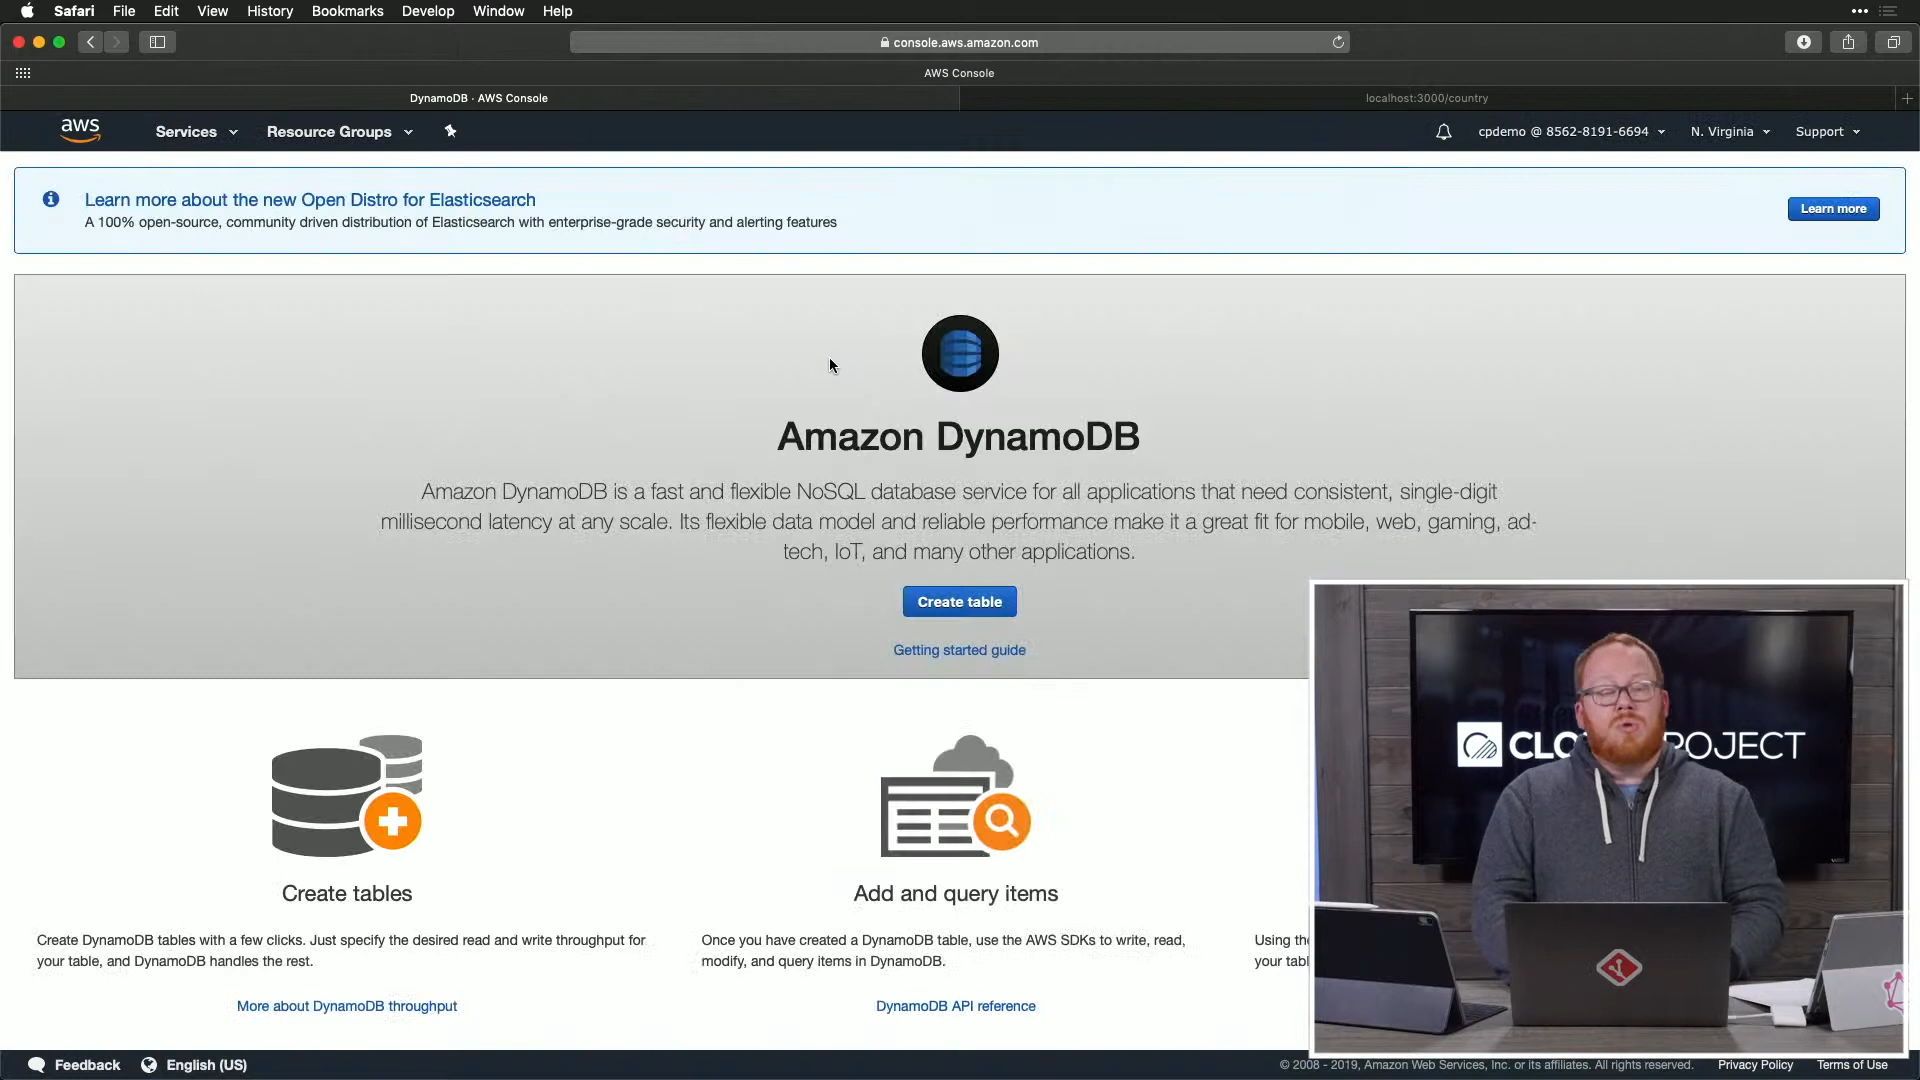 Safari File Edit View History Bookmarks Develop Window Help
console.aws.amazon.com
AWS Console
DynamoDB · AWS Console
localhost:3000/country
aws Services Resource Groups cpdemo @ 8562-8191-6694 N. Virginia Support
Learn more about the new Open Distro for Elasticsearch
A 100% open-source, community driven distribution of Elasticsearch with enterprise-grade security and alerting features
Learn more
Amazon DynamoDB
Amazon DynamoDB is a fast and flexible NoSQL database service for all applications that need consistent, single-digit
millisecond latency at any scale. Its flexible data model and reliable performance make it a great fit for mobile, web, gaming, ad-
tech, IoT, and many other applications.
Create table
Getting started guide
Create tables
Create DynamoDB tables with a few clicks. Just specify the desired read and write throughput for
your table, and DynamoDB handles the rest.
More about DynamoDB throughput
Add and query items
Once you have created a DynamoDB table, use the AWS SDKs to write, read,
modify, and query items in DynamoDB.
DynamoDB API reference
Using
your
CLO PROJECT
Feedback English (US)
© 2008 - 2019, Amazon Web Services, Inc. or its affiliates. All rights reserved. Privacy Policy Terms of Use